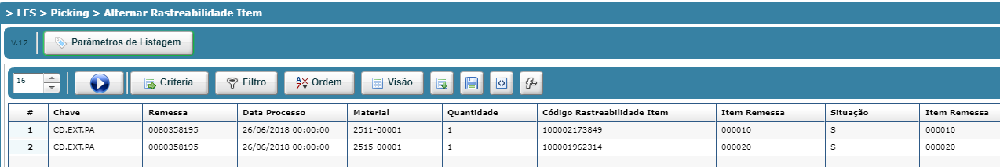 > LES > Picking > Alternar Rastreabilidade Item
V.12 Parâmetros de Listagem
16 Criteria Filtro Ordem Visão
# Chave Remessa Data Processo Material Quantidade Código Rastreabilidade Item Item Remessa Situação Item Remessa
1 CD.EXT.PA 0080358195 26/06/2018 00:00:00 2511-00001 1 100002173849 000010 S 000010
2 CD.EXT.PA 0080358195 26/06/2018 00:00:00 2515-00001 1 100001962314 000020 S 000020